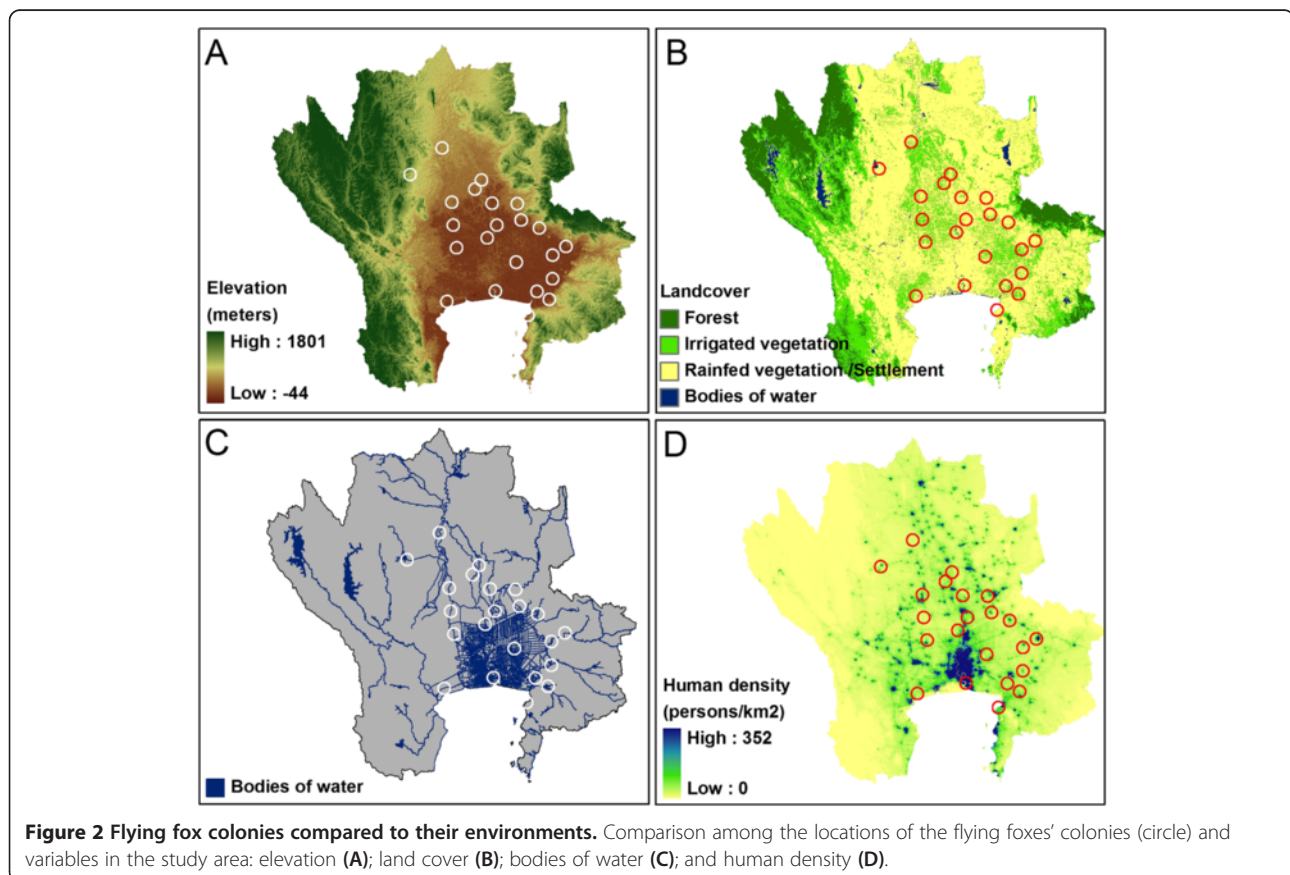 A
Elevation
(meters)
High : 1801
Low : -44
B
Landcover
Forest
Irrigated vegetation
Rainfed vegetation /Settlement
Bodies of water
C
Bodies of water
D
Human density
(persons/km2)
High : 352
Low : 0
Figure 2 Flying fox colonies compared to their environments. Comparison among the locations of the flying foxes' colonies (circle) and
variables in the study area: elevation (A); land cover (B); bodies of water (C); and human density (D).